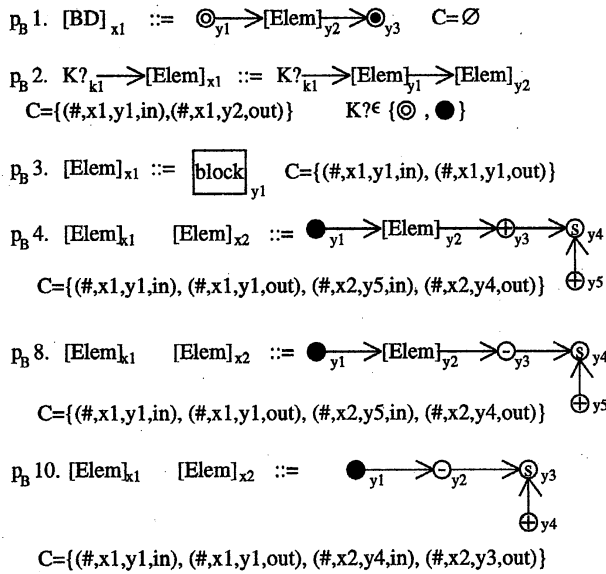 p_B 1. [BD]_x1 ::= ◎_y1 → [Elem]_y2 → ◉_y3 C=∅
p_B 2. K?_k1 → [Elem]_x1 ::= K?_k1 → [Elem]_y1 → [Elem]_y2
C={(#,x1,y1,in),(#,x1,y2,out)} K?∈ {◎ , ●}
p_B 3. [Elem]_x1 ::= block_y1 C={(#,x1,y1,in), (#,x1,y1,out)}
p_B 4. [Elem]_x1 [Elem]_x2 ::= ●_y1 → [Elem]_y2 → ⊕_y3 → ⓢ_y4
C={(#,x1,y1,in), (#,x1,y1,out), (#,x2,y5,in), (#,x2,y4,out)} ⊕_y5
p_B 8. [Elem]_x1 [Elem]_x2 ::= ●_y1 → [Elem]_y2 → ⊖_y3 → ⓢ_y4
C={(#,x1,y1,in), (#,x1,y1,out), (#,x2,y5,in), (#,x2,y4,out)} ⊕_y5
p_B 10. [Elem]_x1 [Elem]_x2 ::= ●_y1 → ⊖_y2 → ⓢ_y3
⊕_y4
C={(#,x1,y1,in), (#,x1,y1,out), (#,x2,y4,in), (#,x2,y3,out)}